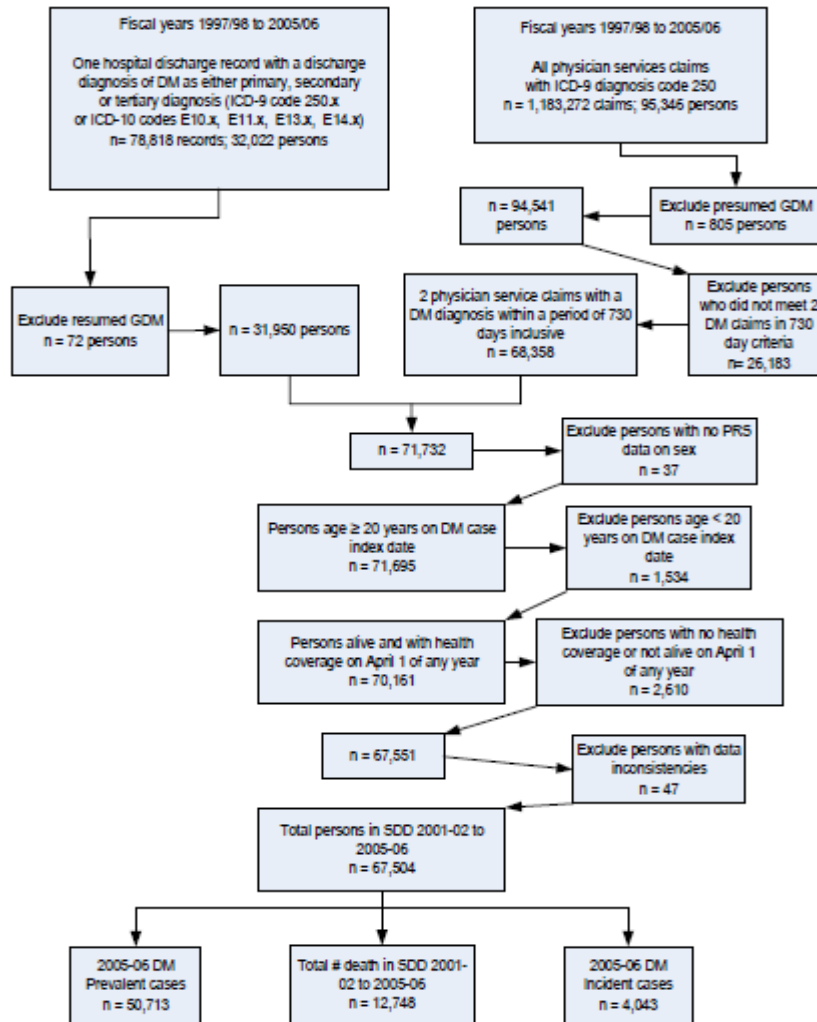 Fiscal years 1997/98 to 2005/06
One hospital discharge record with a discharge
diagnosis of DM as either primary, secondary
or tertiary diagnosis (ICD-9 code 250.x
or ICD-10 codes E10.x, E11.x, E13.x, E14.x)
n= 78,818 records; 32,022 persons
Fiscal years 1997/98 to 2005/06
All physician services claims
with ICD-9 diagnosis code 250
n = 1,183,272 claims; 95,346 persons
n = 94,541
persons
Exclude presumed GDM
n = 805 persons
Exclude resumed GDM
n = 72 persons
n = 31,950 persons
2 physician service claims with a
DM diagnosis within a period of 730
days inclusive
n = 68,358
Exclude persons
who did not meet 2
DM claims in 730
day criteria
n= 26,183
n = 71,732
Exclude persons with no PRS
data on sex
n = 37
Persons age ≥ 20 years on DM case
index date
n = 71,695
Exclude persons age < 20
years on DM case index
date
n = 1,534
Persons alive and with health
coverage on April 1 of any year
n = 70,161
Exclude persons with no health
coverage or not alive on April 1
of any year
n = 2,610
n = 67,551
Exclude persons with data
inconsistencies
n = 47
Total persons in SDD 2001-02 to
2005-06
n = 67,504
2005-06 DM
Prevalent cases
n = 50,713
Total # death in SDD 2001-
02 to 2005-06
n = 12,748
2005-06 DM
Incident cases
n = 4,043